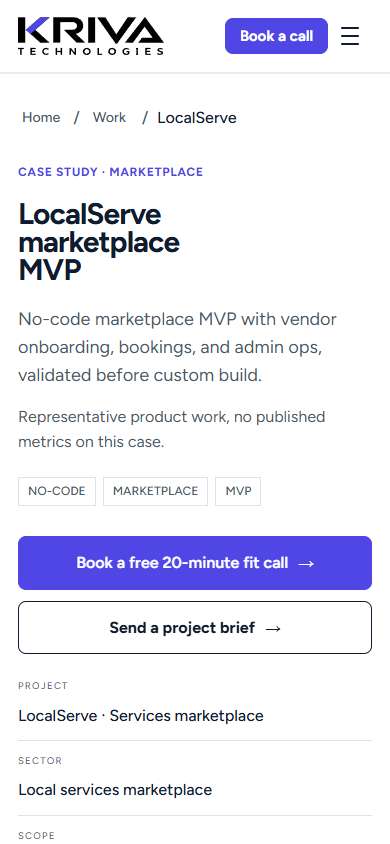 KRIVA
TECHNOLOGIES
Book a call
Home / Work / LocalServe
CASE STUDY · MARKETPLACE
LocalServe
marketplace
MVP
No-code marketplace MVP with vendor
onboarding, bookings, and admin ops,
validated before custom build.
Representative product work, no published
metrics on this case.
NO-CODE MARKETPLACE MVP
Book a free 20-minute fit call →
Send a project brief →
PROJECT
LocalServe · Services marketplace
SECTOR
Local services marketplace
SCOPE